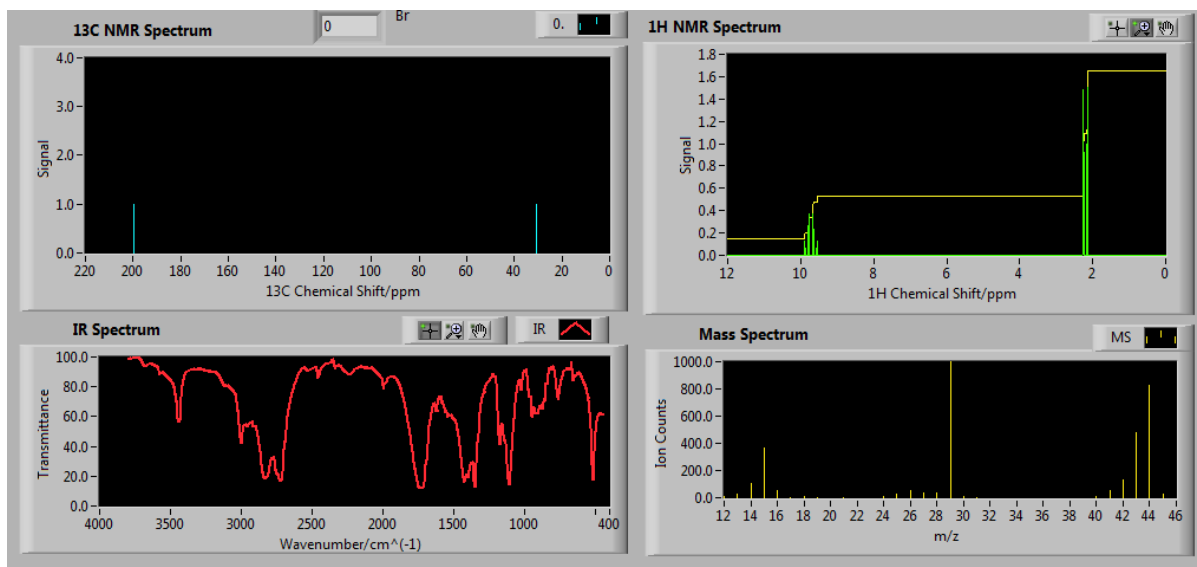 Br
13C NMR Spectrum
0
0.
4.0
3.0
2.0
1.0
0.0
Signal
220 200 180 160 140 120 100 80 60 40 20 0
13C Chemical Shift/ppm
1H NMR Spectrum
1.8
1.6
1.4
1.2
1.0
0.8
0.6
0.4
0.2
0.0
Signal
12 10 8 6 4 2 0
1H Chemical Shift/ppm
IR Spectrum
IR
100.0
80.0
60.0
40.0
20.0
0.0
Transmittance
4000 3500 3000 2500 2000 1500 1000 400
Wavenumber/cm^(-1)
Mass Spectrum
MS
1000.0
800.0
600.0
400.0
200.0
0.0
Ion Counts
12 14 16 18 20 22 24 26 28 30 32 34 36 38 40 42 44 46
m/z